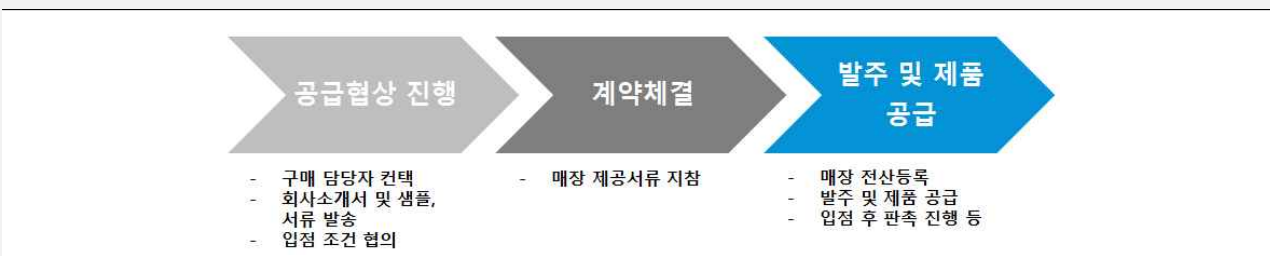 공급협상 진행
계약체결
발주 및 제품
공급
- 구매 담당자 컨택
- 회사소개서 및 샘플,
서류 발송
- 입점 조건 협의
- 매장 제공서류 지참
- 매장 전산등록
- 발주 및 제품 공급
- 입점 후 판촉 진행 등